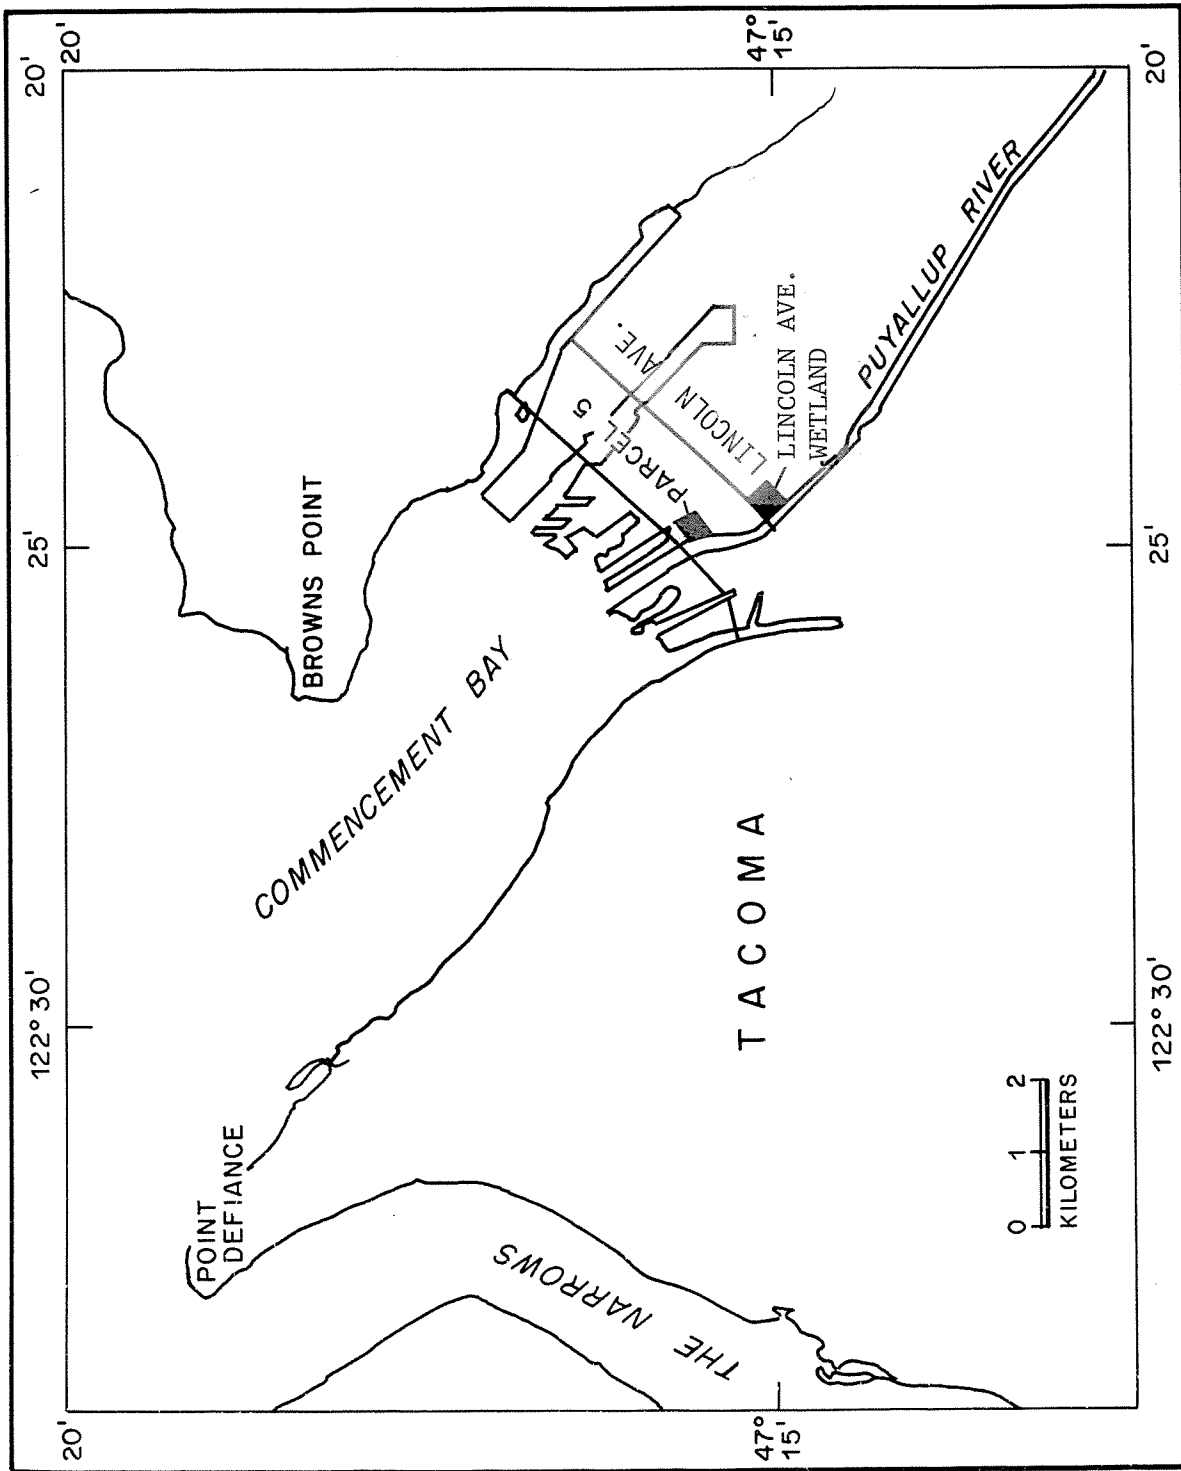 122° 30'
25'
20'
20'
20'
POINT
DEFIANCE
BROWNS POINT
COMMENCEMENT BAY
THE NARROWS
PARCEL 5
LINCOLN AVE.
LINCOLN AVE.
WETLAND
PUYALLUP RIVER
TACOMA
47°
15'
47°
15'
0 1 2
KILOMETERS
122° 30'
25'
20'